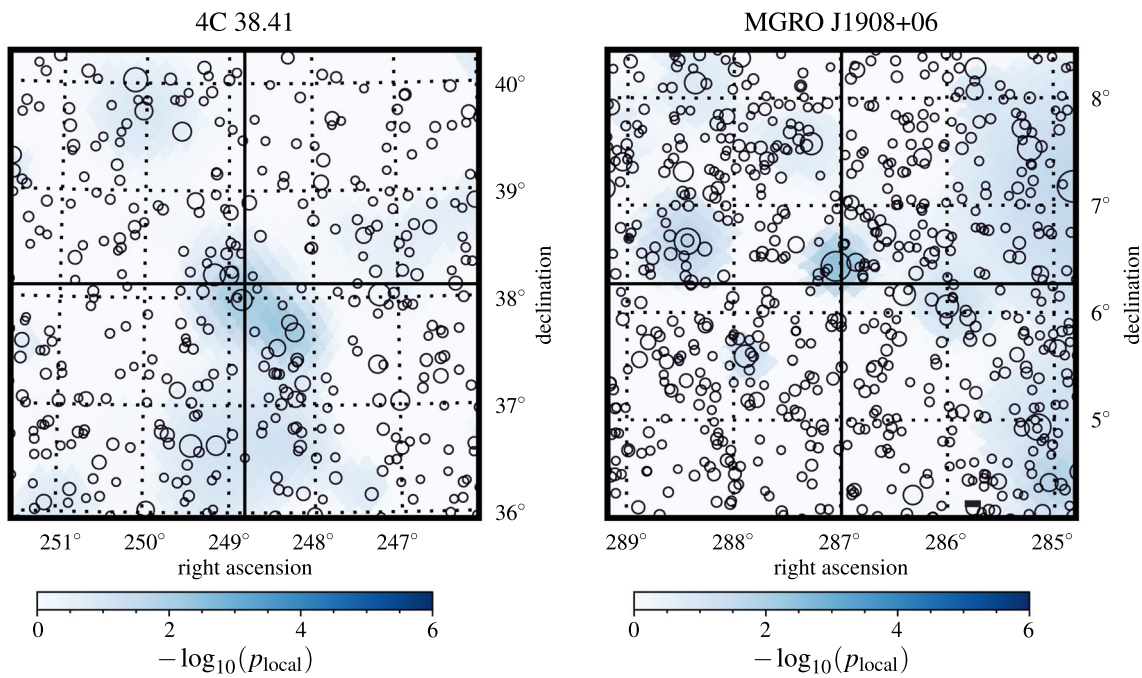 4C 38.41
MGRO J1908+06
40°
39°
38°
37°
36°
declination
8°
7°
6°
5°
declination
251° 250° 249° 248° 247°
right ascension
289° 288° 287° 286° 285°
right ascension
0 2 4 6
−log₁₀(p_local)
0 2 4 6
−log₁₀(p_local)